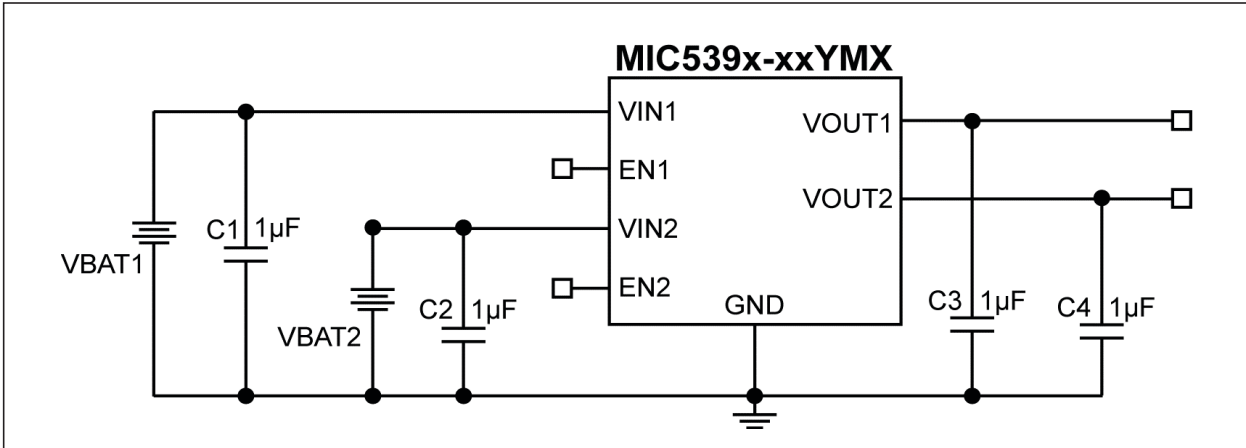 MIC539x-xxYMX
VIN1
VOUT1
EN1
VOUT2
C1 1µF
VIN2
VBAT1
EN2
C2 1µF
GND
C3 1µF
C4 1µF
VBAT2